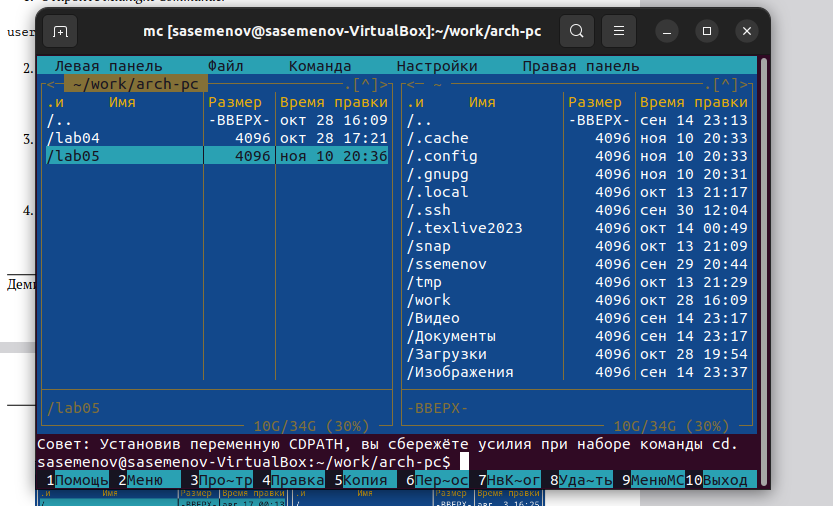 user
2.
3.
4.
Деми
mc [sasemenov@sasemenov-VirtualBox]:~/work/arch-pc
Левая панель Файл Команда Настройки Правая панель
<- ~/work/arch-pc .[^]> <- ~ .[^]>
.и Имя Размер Время правки .и Имя Размер Время правки
/.. -ВВЕРХ- окт 28 16:09 /.. -ВВЕРХ- сен 14 23:13
/lab04 4096 окт 28 17:21 /.cache 4096 ноя 10 20:33
/lab05 4096 ноя 10 20:36 /.config 4096 ноя 10 20:33
/.gnupg 4096 ноя 10 20:31
/.local 4096 окт 13 21:17
/.ssh 4096 сен 30 12:04
/.texlive2023 4096 окт 14 00:49
/snap 4096 окт 13 21:09
/ssemenov 4096 сен 29 20:44
/tmp 4096 окт 13 21:29
/work 4096 окт 28 16:09
/Видео 4096 сен 14 23:17
/Документы 4096 сен 14 23:17
/Загрузки 4096 окт 28 19:54
/Изображения 4096 сен 14 23:37
/lab05 -ВВЕРХ-
10G/34G (30%) 10G/34G (30%)
Совет: Установив переменную CDPATH, вы сбережёте усилия при наборе команды cd.
sasemenov@sasemenov-VirtualBox:~/work/arch-pc$
1Помощь 2Меню 3Про~тр 4Правка 5Копия 6Пер~ос 7НвК~ог 8Уда~ть 9МенюMC 10Выход
Имя Размер Время правки Имя Размер Время правки